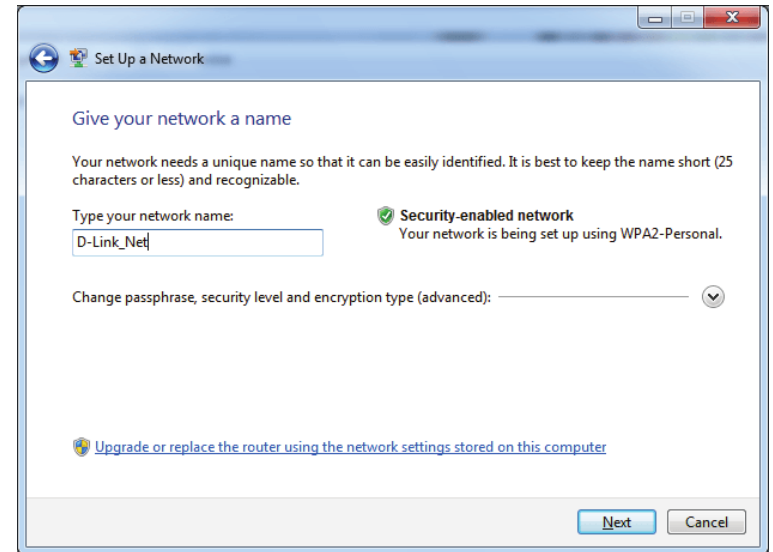 Set Up a Network
Give your network a name
Your network needs a unique name so that it can be easily identified. It is best to keep the name short (25
characters or less) and recognizable.
Type your network name:
Security-enabled network
D-Link_Net
Your network is being set up using WPA2-Personal.
Change passphrase, security level and encryption type (advanced):
Upgrade or replace the router using the network settings stored on this computer
Next
Cancel